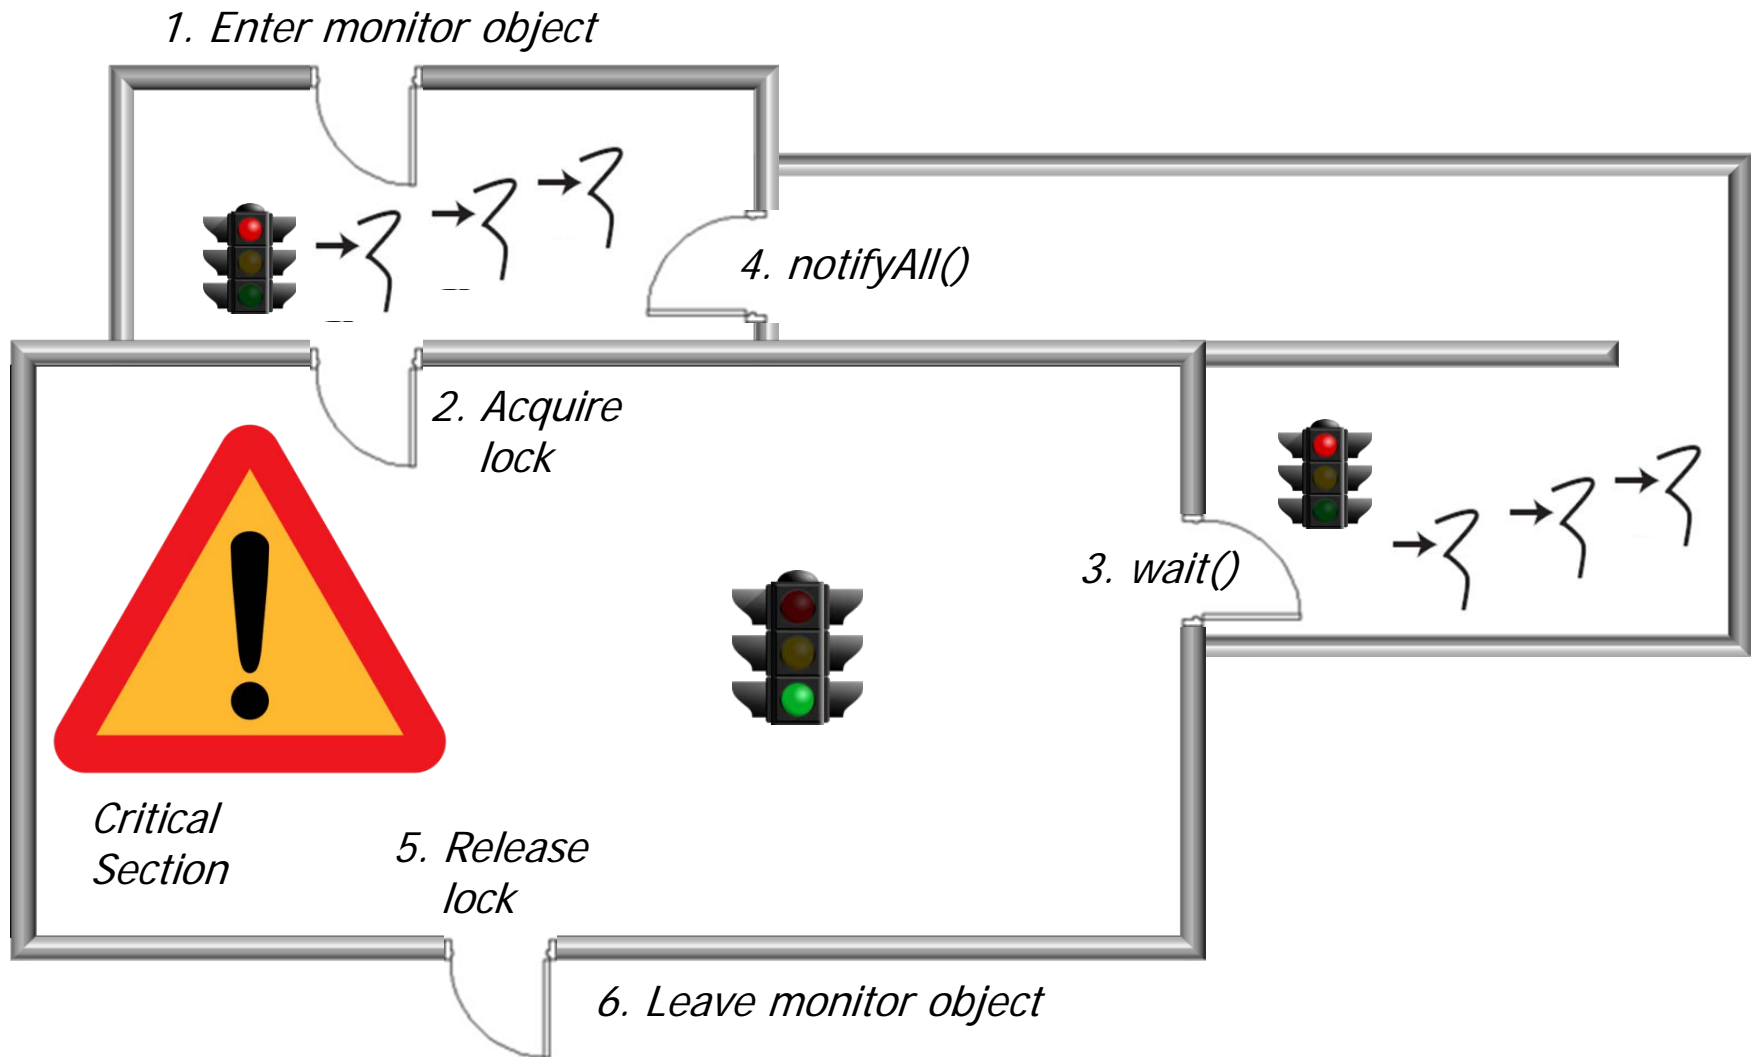 1. Enter monitor object
4. notifyAll()
2. Acquire
lock
3. wait()
Critical
Section
5. Release
lock
6. Leave monitor object